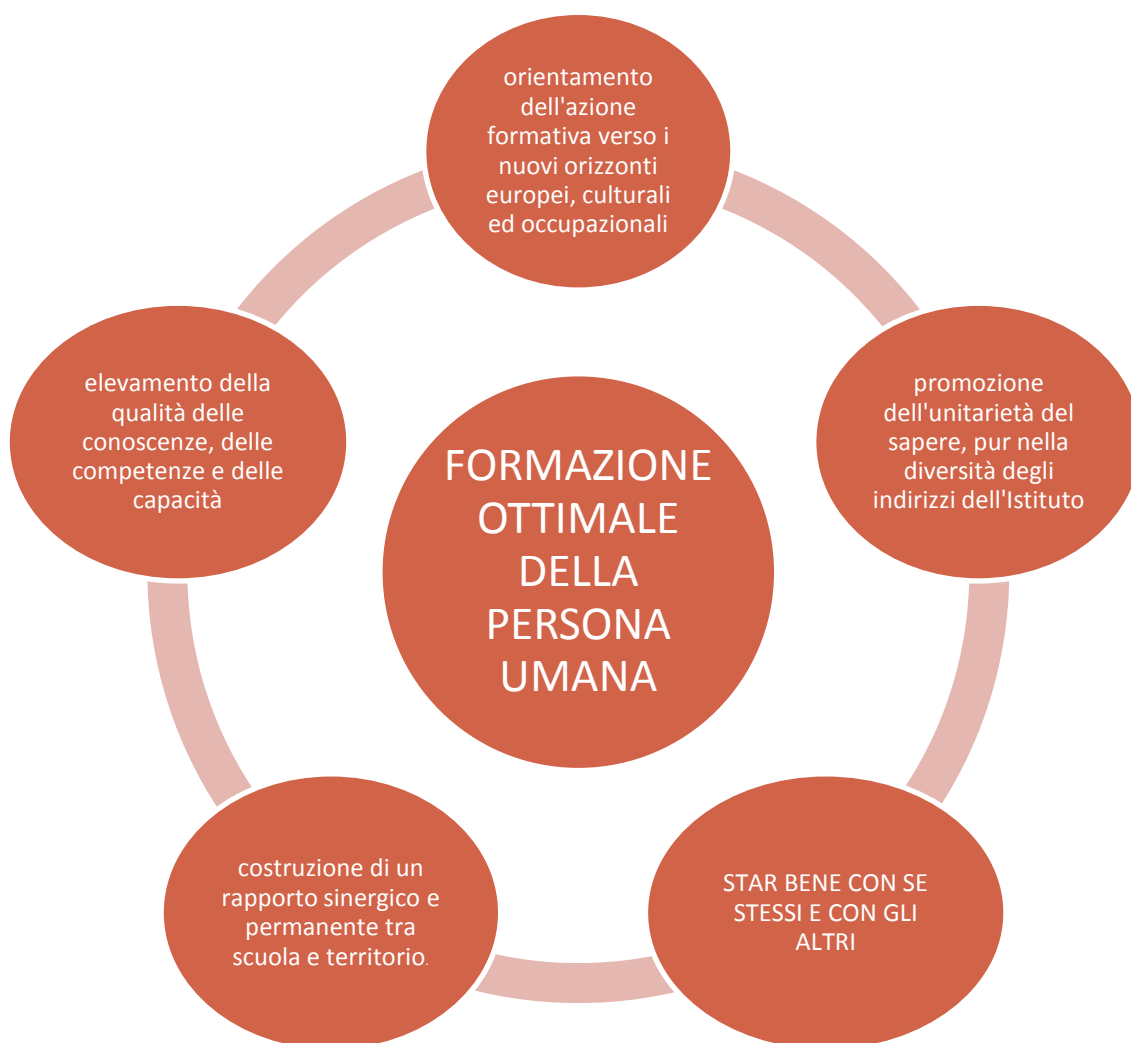 orientamento
dell'azione
formativa verso i
nuovi orizzonti
europei, culturali
ed occupazionali
promozione
dell'unitarietà del
sapere, pur nella
diversità degli
indirizzi dell'Istituto
STAR BENE CON SE
STESSI E CON GLI
ALTRI
costruzione di un
rapporto sinergico e
permanente tra
scuola e territorio.
elevamento della
qualità delle
conoscenze, delle
competenze e delle
capacità
FORMAZIONE
OTTIMALE
DELLA
PERSONA
UMANA